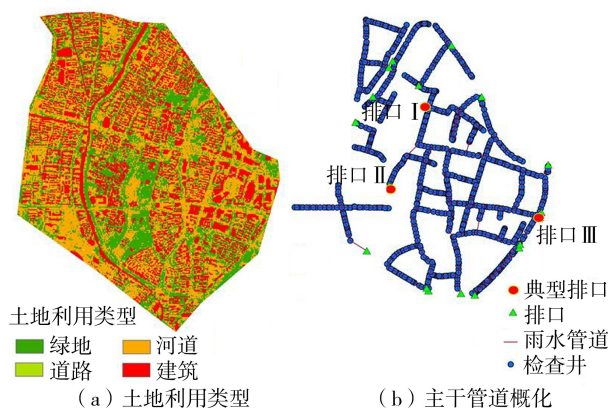 排口Ⅰ
排口Ⅱ
排口Ⅲ
土地利用类型
绿地
河道
道路
建筑
典型排口
排口
雨水管道
检查井
(a)土地利用类型
(b)主干管道概化